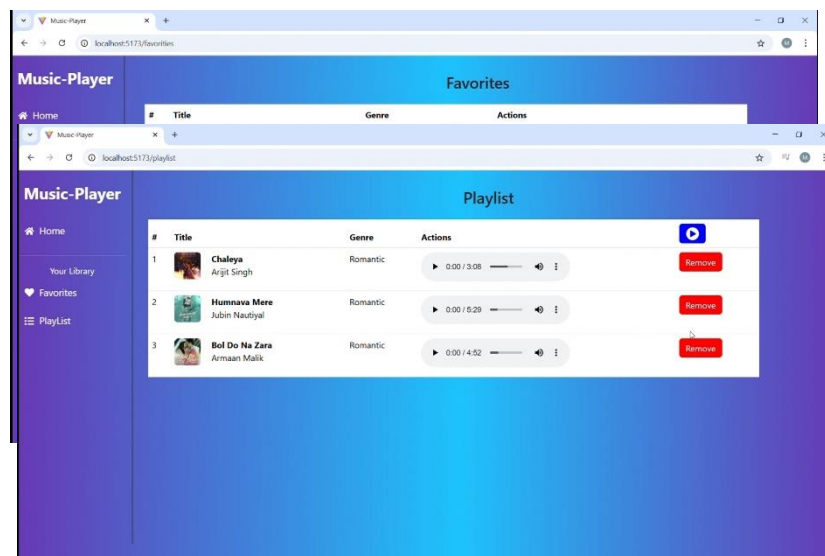 Music-Player
localhost:5173/favorites
Music-Player Favorites
Home # Title Genre Actions
Music-Player
localhost:5173/playlist
Music-Player
Playlist
Home
# Title Genre Actions
1 Chaleya Romantic 0:00 / 3:08 Remove
Arijit Singh
Your Library
Favorites
2 Humnava Mere Romantic 0:00 / 5:29 Remove
Jubin Nautiyal
PlayList
3 Bol Do Na Zara Romantic 0:00 / 4:52 Remove
Armaan Malik